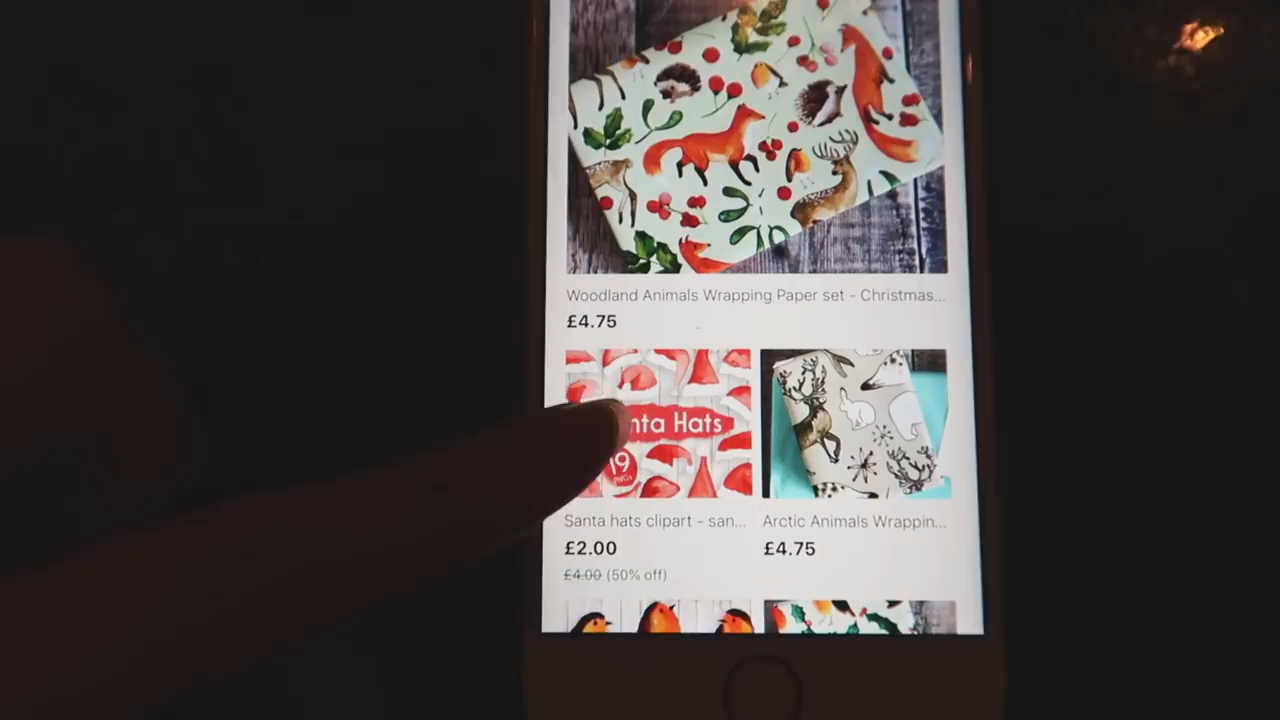 Woodland Animals Wrapping Paper set - Christmas...
£4.75
nta Hats
19
PNGs
Santa hats clipart - san...
£2.00
£4.00 (50% off)
Arctic Animals Wrappin...
£4.75